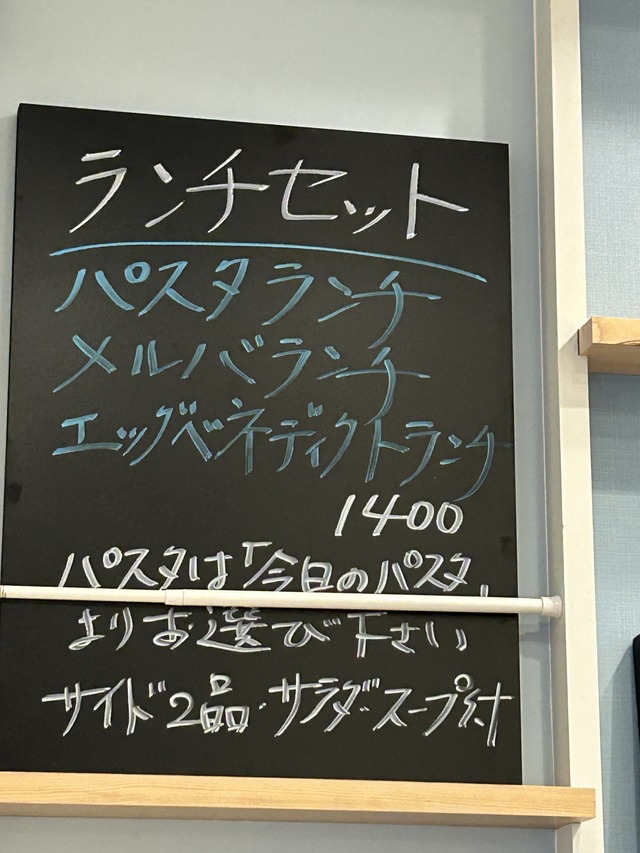 ランチセット
パスタランチ
メルバランチ
エッグベネディクトランチ
1400
パスタは「今日のパスタ」
よりお選び下さい
サイド2品・サラダ・スープ付